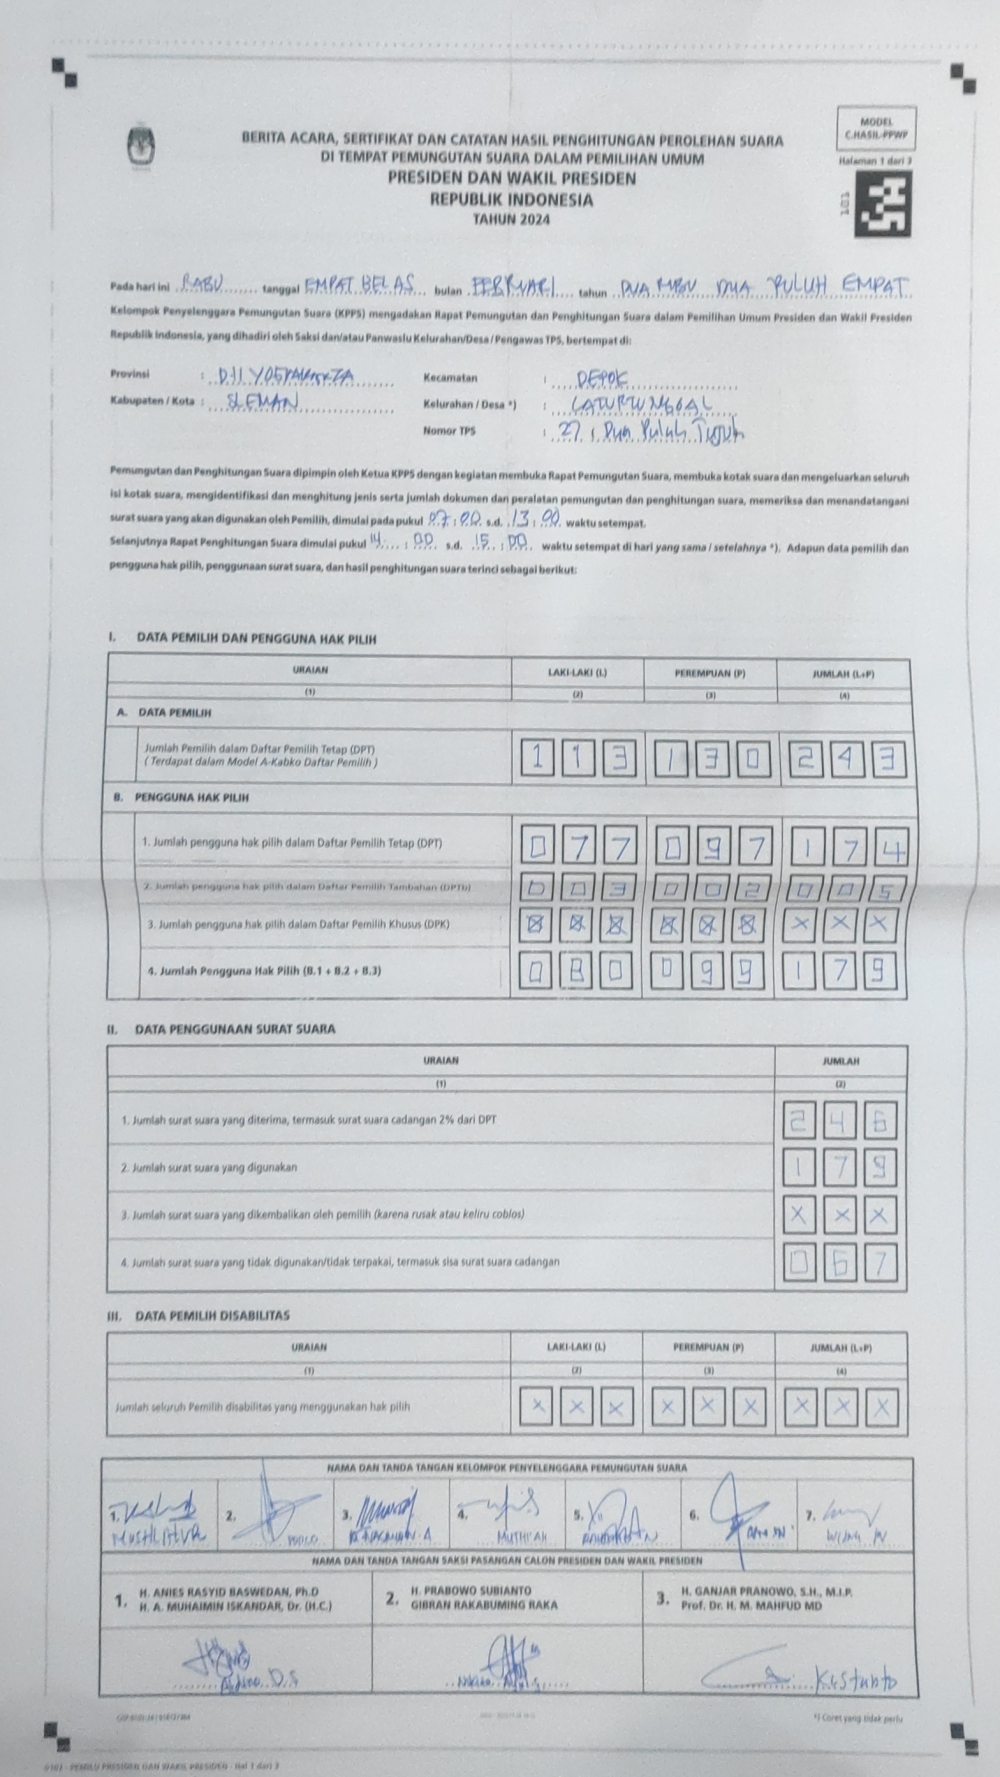 MODEL
C.HASIL-PPWP
Halaman 1 dari 3
181
BERITA ACARA, SERTIFIKAT DAN CATATAN HASIL PENGHITUNGAN PEROLEHAN SUARA
DI TEMPAT PEMUNGUTAN SUARA DALAM PEMILIHAN UMUM
PRESIDEN DAN WAKIL PRESIDEN
REPUBLIK INDONESIA
TAHUN 2024
Pada hari ini RABU tanggal EMPAT BELAS bulan FEBRUARI tahun DUA RIBU DUA PULUH EMPAT
Kelompok Penyelenggara Pemungutan Suara (KPPS) mengadakan Rapat Pemungutan dan Penghitungan Suara dalam Pemilihan Umum Presiden dan Wakil Presiden
Republik Indonesia, yang dihadiri oleh Saksi dan/atau Panwaslu Kelurahan/Desa / Pengawas TPS, bertempat di:
Provinsi : YOGYAKARTA Kecamatan : DEPOK
Kabupaten / Kota : SLEMAN Kelurahan / Desa *) : CATURTUNGGAL
Nomor TPS : 27, Dua Puluh Tujuh
Pemungutan dan Penghitungan Suara dipimpin oleh Ketua KPPS dengan kegiatan membuka Rapat Pemungutan Suara, membuka kotak suara dan mengeluarkan seluruh
isi kotak suara, mengidentifikasi dan menghitung jenis serta jumlah dokumen dan peralatan pemungutan dan penghitungan suara, memeriksa dan menandatangani
surat suara yang akan digunakan oleh Pemilih, dimulai pada pukul 07:00 s.d. 13:00 waktu setempat.
Selanjutnya Rapat Penghitungan Suara dimulai pukul 14:00 s.d. 15:00 waktu setempat di hari yang sama / setelahnya *). Adapun data pemilih dan
pengguna hak pilih, penggunaan surat suara, dan hasil penghitungan suara terinci sebagai berikut:
I. DATA PEMILIH DAN PENGGUNA HAK PILIH
URAIAN LAKI-LAKI (L) PEREMPUAN (P) JUMLAH (L+P)
(1) (2) (3) (4)
A. DATA PEMILIH
Jumlah Pemilih dalam Daftar Pemilih Tetap (DPT) 1 1 3 1 3 0 2 4 3
( Terdapat dalam Model A-Kabko Daftar Pemilih )
B. PENGGUNA HAK PILIH
1. Jumlah pengguna hak pilih dalam Daftar Pemilih Tetap (DPT) 0 7 7 0 9 7 1 7 4
2. Jumlah pengguna hak pilih dalam Daftar Pemilih Tambahan (DPTb) 0 0 3 0 0 2 0 0 5
3. Jumlah pengguna hak pilih dalam Daftar Pemilih Khusus (DPK) X X X X X X X X X
4. Jumlah Pengguna Hak Pilih (B.1 + B.2 + B.3) 0 8 0 0 9 9 1 7 9
II. DATA PENGGUNAAN SURAT SUARA
URAIAN JUMLAH
(1) (2)
1. Jumlah surat suara yang diterima, termasuk surat suara cadangan 2% dari DPT 2 4 6
2. Jumlah surat suara yang digunakan 1 7 9
3. Jumlah surat suara yang dikembalikan oleh pemilih (karena rusak atau keliru coblos) X X X
4. Jumlah surat suara yang tidak digunakan/tidak terpakai, termasuk sisa surat suara cadangan 0 6 7
III. DATA PEMILIH DISABILITAS
URAIAN LAKI-LAKI (L) PEREMPUAN (P) JUMLAH (L+P)
(1) (2) (3) (4)
Jumlah seluruh Pemilih disabilitas yang menggunakan hak pilih X X X X X X X X X
NAMA DAN TANDA TANGAN KELOMPOK PENYELENGGARA PEMUNGUTAN SUARA
1. 2. 3. 4. MUTHI'AH 5. 6. 7.
NAMA DAN TANDA TANGAN SAKSI PASANGAN CALON PRESIDEN DAN WAKIL PRESIDEN
1. H. ANIES RASYID BASWEDAN, Ph.D
H. A. MUHAIMIN ISKANDAR, Dr. (H.C.)
2. H. PRABOWO SUBIANTO
GIBRAN RAKABUMING RAKA
3. H. GANJAR PRANOWO, S.H., M.I.P.
Prof. Dr. H. M. MAHFUD MD
D.S
Kustanto
*) Coret yang tidak perlu
0101 - PEMILU PRESIDEN DAN WAKIL PRESIDEN - Hal 1 dari 3